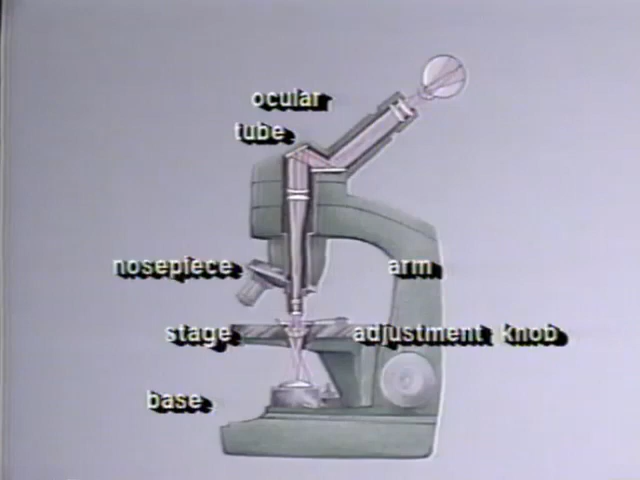 ocular
tube
nosepiece
arm
stage
adjustment knob
base